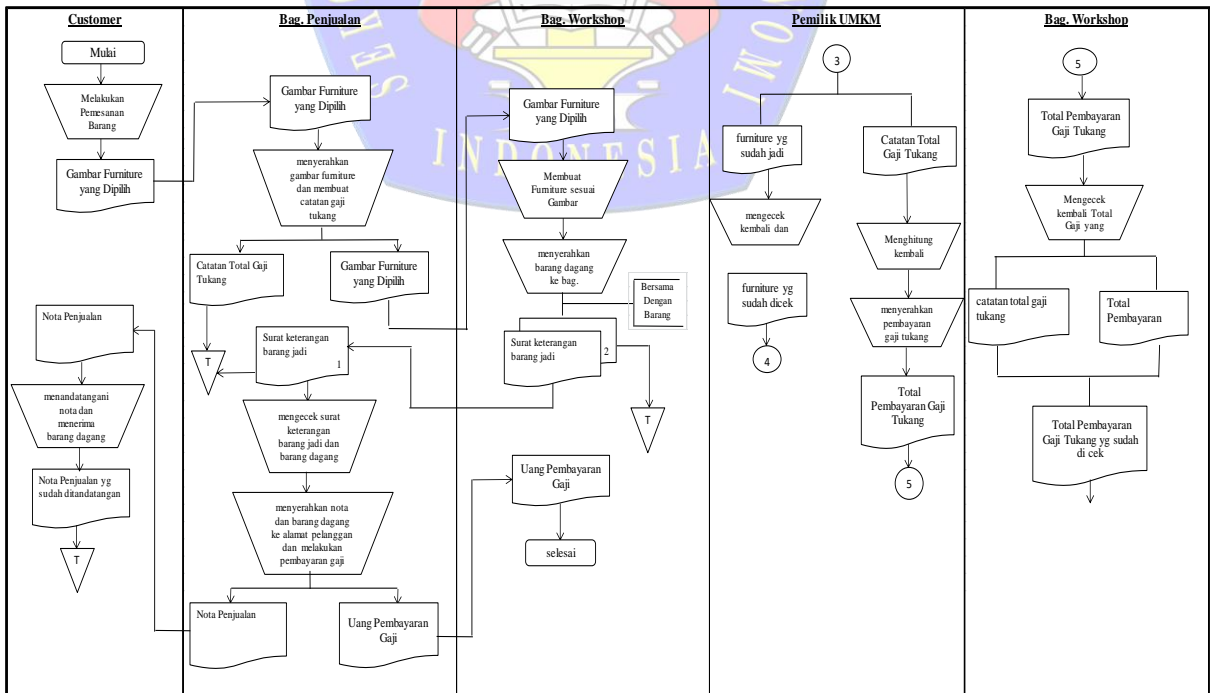 Customer
Mulai
Melakukan
Pemesanan
Barang
Gambar Furniture
yang Dipilih
Nota Penjualan
menandatangani
nota dan
menerima
barang dagang
Nota Penjualan yg
sudah ditandatangan
T
Bag. Penjualan
Gambar Furniture
yang Dipilih
menyerahkan
gambar furniture
dan membuat
catatan gaji
tukang
Catatan Total Gaji
Tukang
Gambar Furniture
yang Dipilih
T
Surat keterangan
barang jadi
1
mengecek surat
keterangan
barang jadi dan
barang dagang
menyerahkan nota
dan barang dagang
ke alamat pelanggan
dan melakukan
pembayaran gaji
Nota Penjualan
Uang Pembayaran
Gaji
Bag. Workshop
Gambar Furniture
yang Dipilih
Membuat
Furniture sesuai
Gambar
menyerahkan
barang dagang
ke bag.
Bersama
Dengan
Barang
Surat keterangan
barang jadi
2
T
Uang Pembayaran
Gaji
selesai
Pemilik UMKM
3
furniture yg
sudah jadi
mengecek
kembali dan
furniture yg
sudah dicek
4
Catatan Total
Gaji Tukang
Menghitung
kembali
menyerahkan
pembayaran
gaji tukang
Total
Pembayaran Gaji
Tukang
5
Bag. Workshop
5
Total Pembayaran
Gaji Tukang
Mengecek
kembali Total
Gaji yang
catatan total gaji
tukang
Total
Pembayaran
Total Pembayaran
Gaji Tukang yg sudah
di cek
INDONESIA